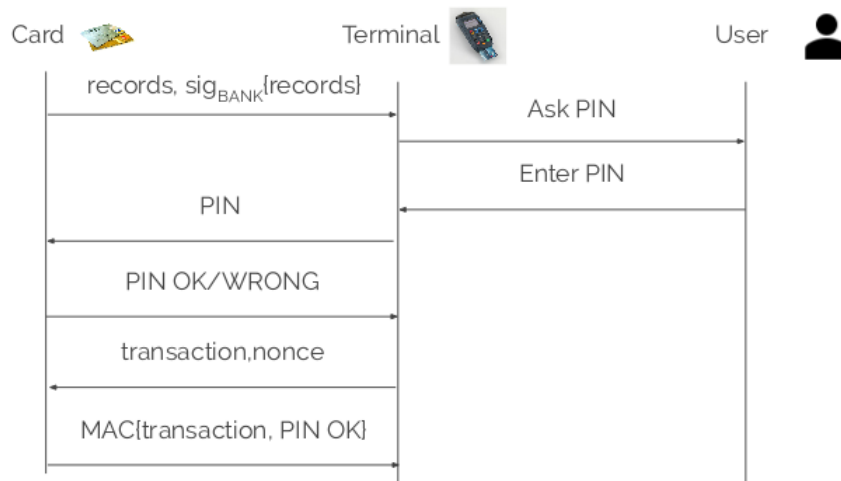 Card
Terminal
User
records, sig_BANK{records}
Ask PIN
Enter PIN
PIN
PIN OK/WRONG
transaction,nonce
MAC{transaction, PIN OK}